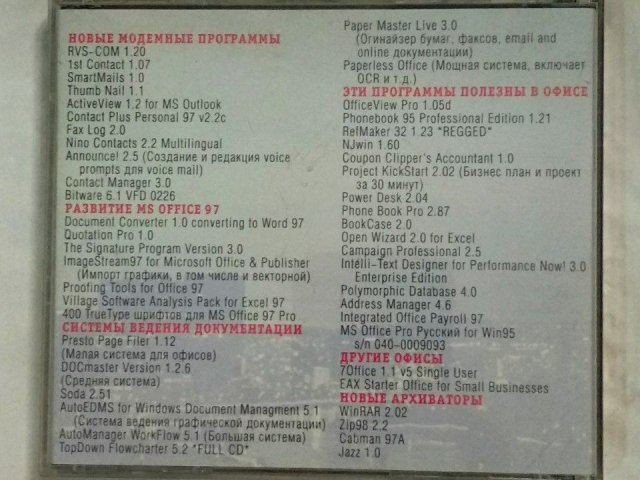 НОВЫЕ МОДЕМНЫЕ ПРОГРАММЫ
RVS-COM 1.20
1st Contact 1.07
SmartMails 1.0
Thumb Nail 1.1
ActiveView 1.2 for MS Outlook
Contact Plus Personal 97 v2.2c
Fax Log 2.0
Nino Contacts 2.2 Multilingual
Announce! 2.5 (Создание и редакция voice
prompts для voice mail)
Contact Manager 3.0
Bitware 6.1 VFD 0226
РАЗВИТИЕ MS OFFICE 97
Document Converter 1.0 converting to Word 97
Quotation Pro 1.0
The Signature Program Version 3.0
ImageStream97 for Microsoft Office & Publisher
(Импорт графики, в том числе и векторной)
Proofing Tools for Office 97
Village Software Analysis Pack for Excel 97
400 TrueType шрифтов для MS Office 97 Pro
СИСТЕМЫ ВЕДЕНИЯ ДОКУМЕНТАЦИИ
Presto Page Filer 1.12
(Малая система для офисов)
DOCmaster Version 1.2.6
(Средняя система)
Soda 2.51
AutoEDMS for Windows Document Managment 5.1
(Система ведения графической документации)
AutoManager WorkFlow 5.1 (Большая система)
TopDown Flowcharter 5.2 *FULL CD*
Paper Master Live 3.0
(Огинайзер бумаг, факсов, email and
online документации)
Paperless Office (Мощная система, включает
OCR и т.д.)
ЭТИ ПРОГРАММЫ ПОЛЕЗНЫ В ОФИСЕ
OfficeView Pro 1.05d
Phonebook 95 Professional Edition 1.21
RefMaker 32 1.23 *REGGED*
NJwin 1.60
Coupon Clipper's Accountant 1.0
Project KickStart 2.02 (Бизнес план и проект
за 30 минут)
Power Desk 2.04
Phone Book Pro 2.87
BookCase 2.0
Open Wizard 2.0 for Excel
Campaign Professional 2.5
Intelli-Text Designer for Performance Now! 3.0
Enterprise Edition
Polymorphic Database 4.0
Address Manager 4.6
Integrated Office Payroll 97
MS Office Pro Русский for Win95
s/n 040-0009093
ДРУГИЕ ОФИСЫ
7Office 1.1 v5 Single User
EAX Starter Office for Small Businesses
НОВЫЕ АРХИВАТОРЫ
WinRAR 2.02
Zip98 2.2
Cabman 97A
Jazz 1.0